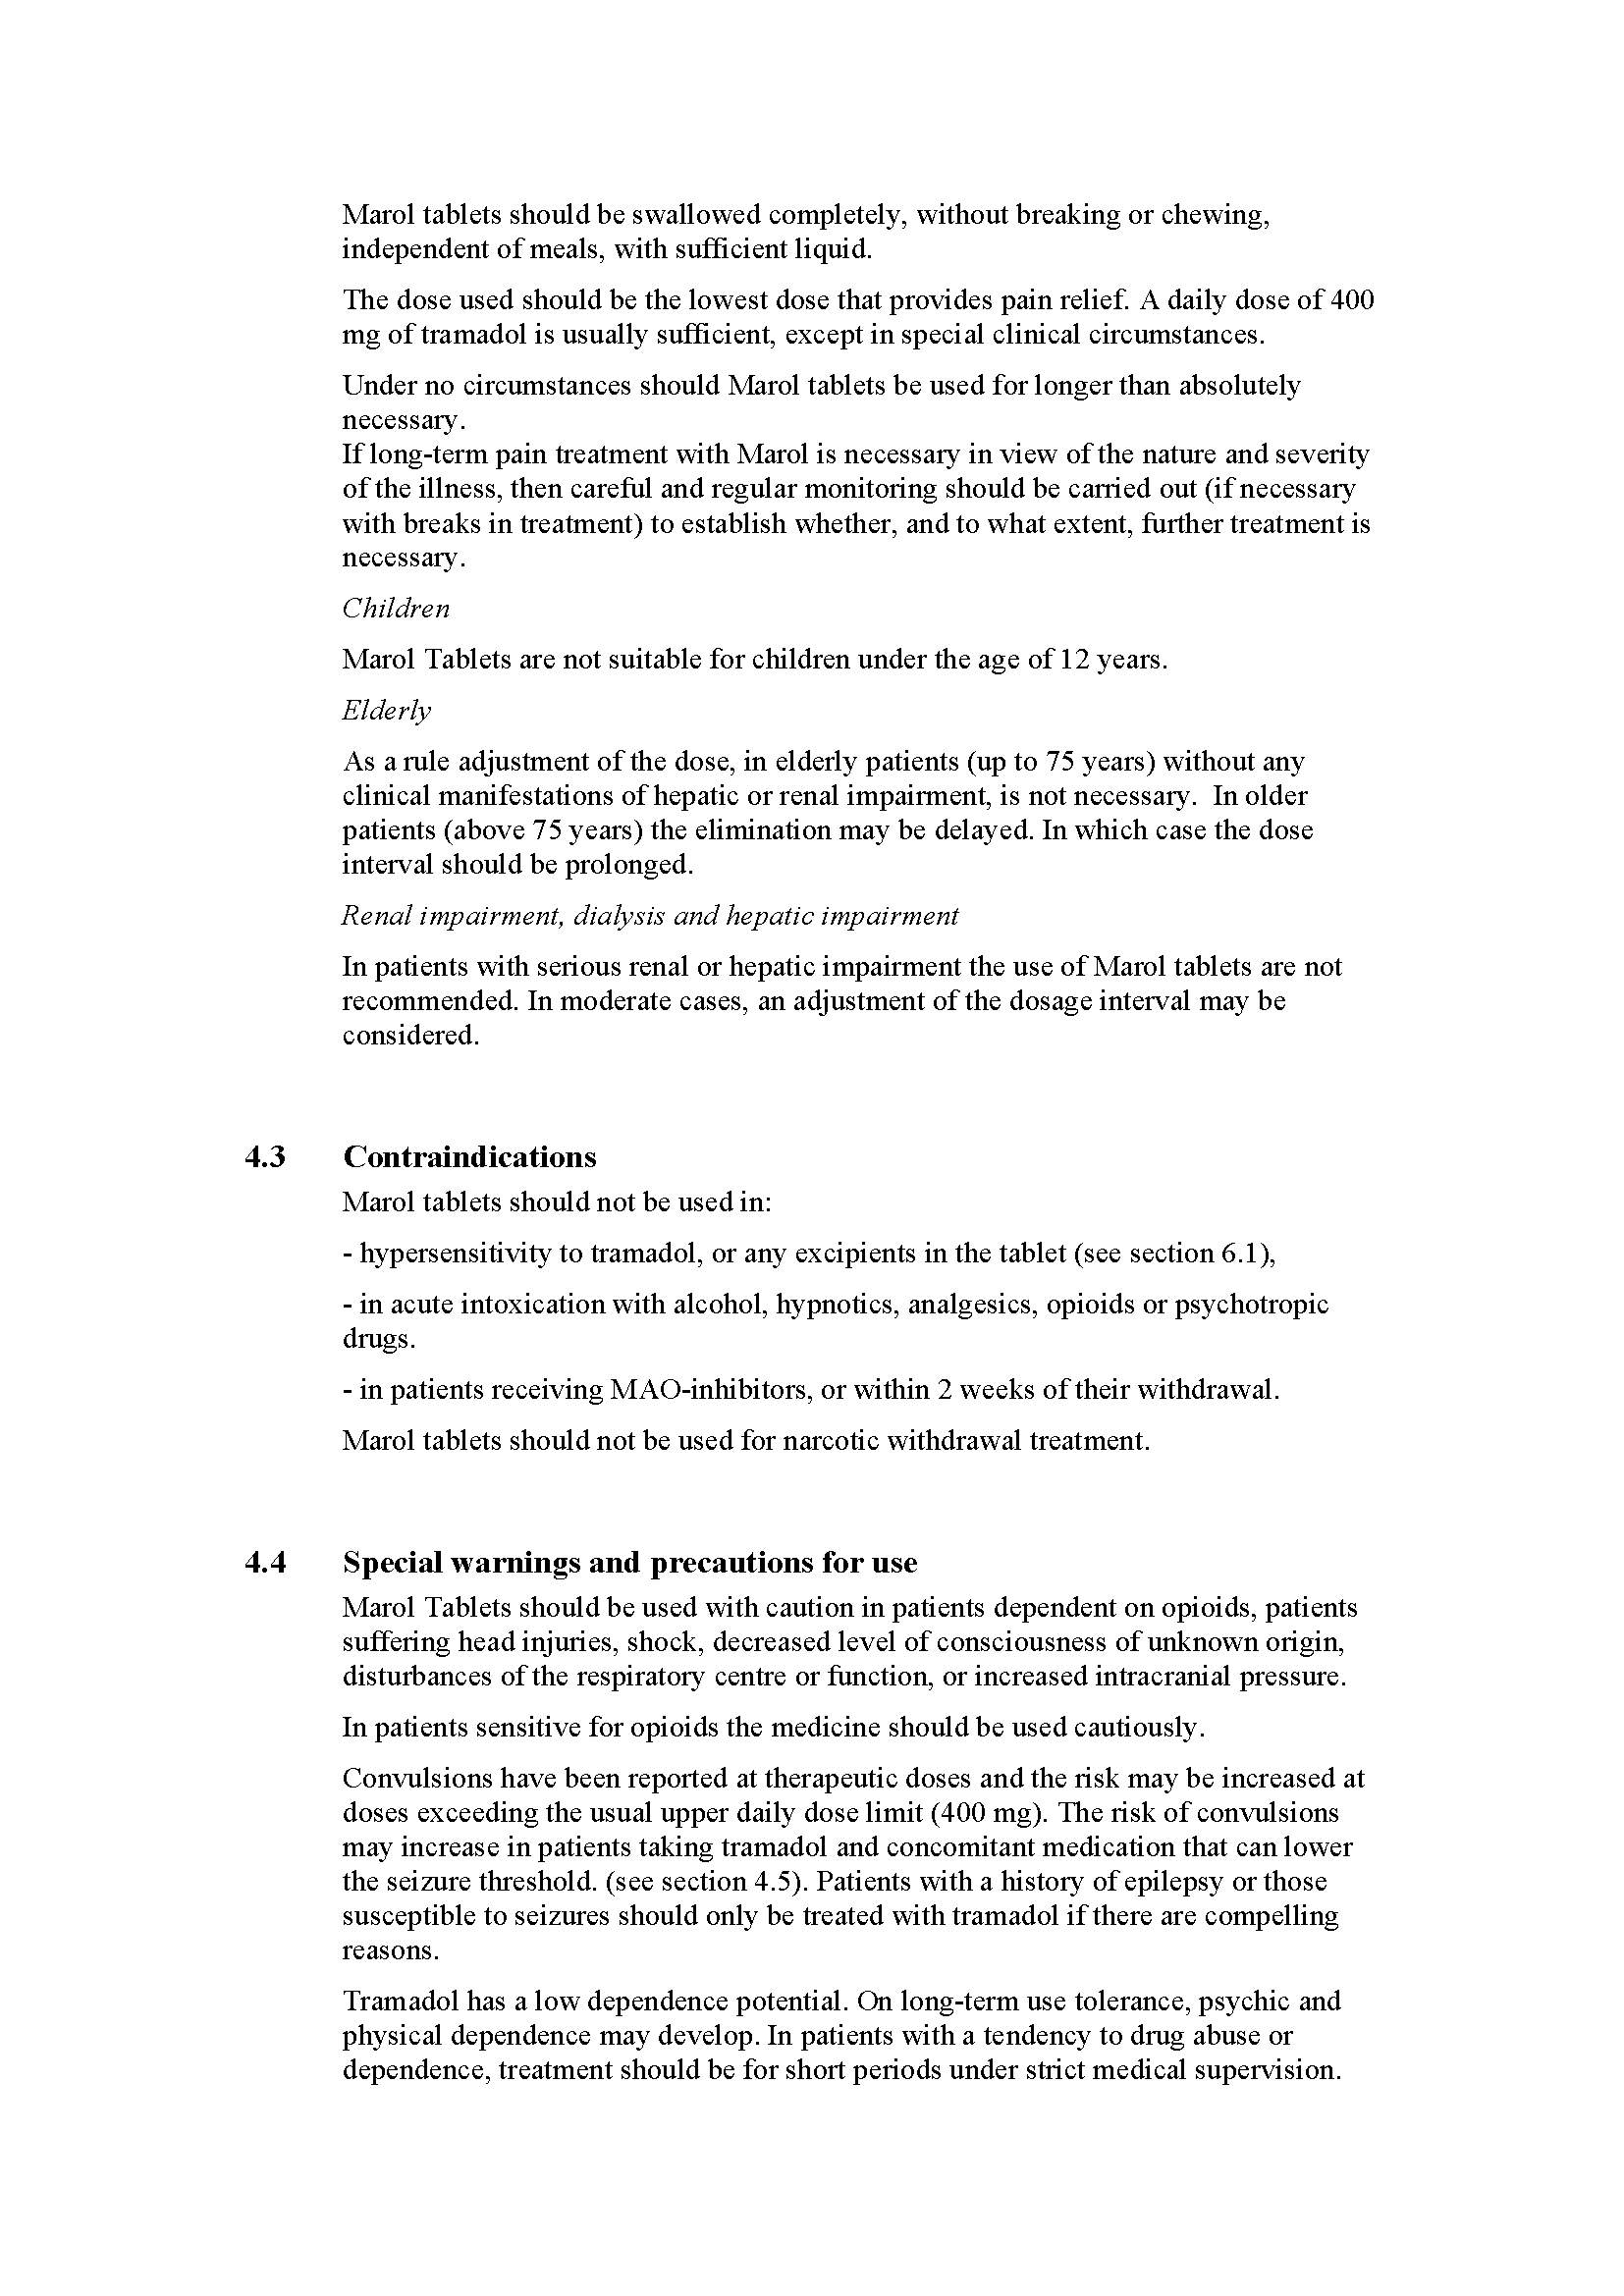 Marol tablets should be swallowed completely, without breaking or chewing,
independent of meals, with sufficient liquid.
The dose used should be the lowest dose that provides pain relief. A daily dose of 400
mg of tramadol is usually sufficient, except in special clinical circumstances.
Under no circumstances should Marol tablets be used for longer than absolutely
necessary.
If long-term pain treatment with Marol is necessary in view of the nature and severity
of the illness, then careful and regular monitoring should be carried out (if necessary
with breaks in treatment) to establish whether, and to what extent, further treatment is
necessary.
Children
Marol Tablets are not suitable for children under the age of 12 years.
Elderly
As a rule adjustment of the dose, in elderly patients (up to 75 years) without any
clinical manifestations of hepatic or renal impairment, is not necessary.  In older
patients (above 75 years) the elimination may be delayed. In which case the dose
interval should be prolonged.
Renal impairment, dialysis and hepatic impairment
In patients with serious renal or hepatic impairment the use of Marol tablets are not
recommended. In moderate cases, an adjustment of the dosage interval may be
considered.
4.3 Contraindications
Marol tablets should not be used in:
- hypersensitivity to tramadol, or any excipients in the tablet (see section 6.1),
- in acute intoxication with alcohol, hypnotics, analgesics, opioids or psychotropic
drugs.
- in patients receiving MAO-inhibitors, or within 2 weeks of their withdrawal.
Marol tablets should not be used for narcotic withdrawal treatment.
4.4 Special warnings and precautions for use
Marol Tablets should be used with caution in patients dependent on opioids, patients
suffering head injuries, shock, decreased level of consciousness of unknown origin,
disturbances of the respiratory centre or function, or increased intracranial pressure.
In patients sensitive for opioids the medicine should be used cautiously.
Convulsions have been reported at therapeutic doses and the risk may be increased at
doses exceeding the usual upper daily dose limit (400 mg). The risk of convulsions
may increase in patients taking tramadol and concomitant medication that can lower
the seizure threshold. (see section 4.5). Patients with a history of epilepsy or those
susceptible to seizures should only be treated with tramadol if there are compelling
reasons.
Tramadol has a low dependence potential. On long-term use tolerance, psychic and
physical dependence may develop. In patients with a tendency to drug abuse or
dependence, treatment should be for short periods under strict medical supervision.